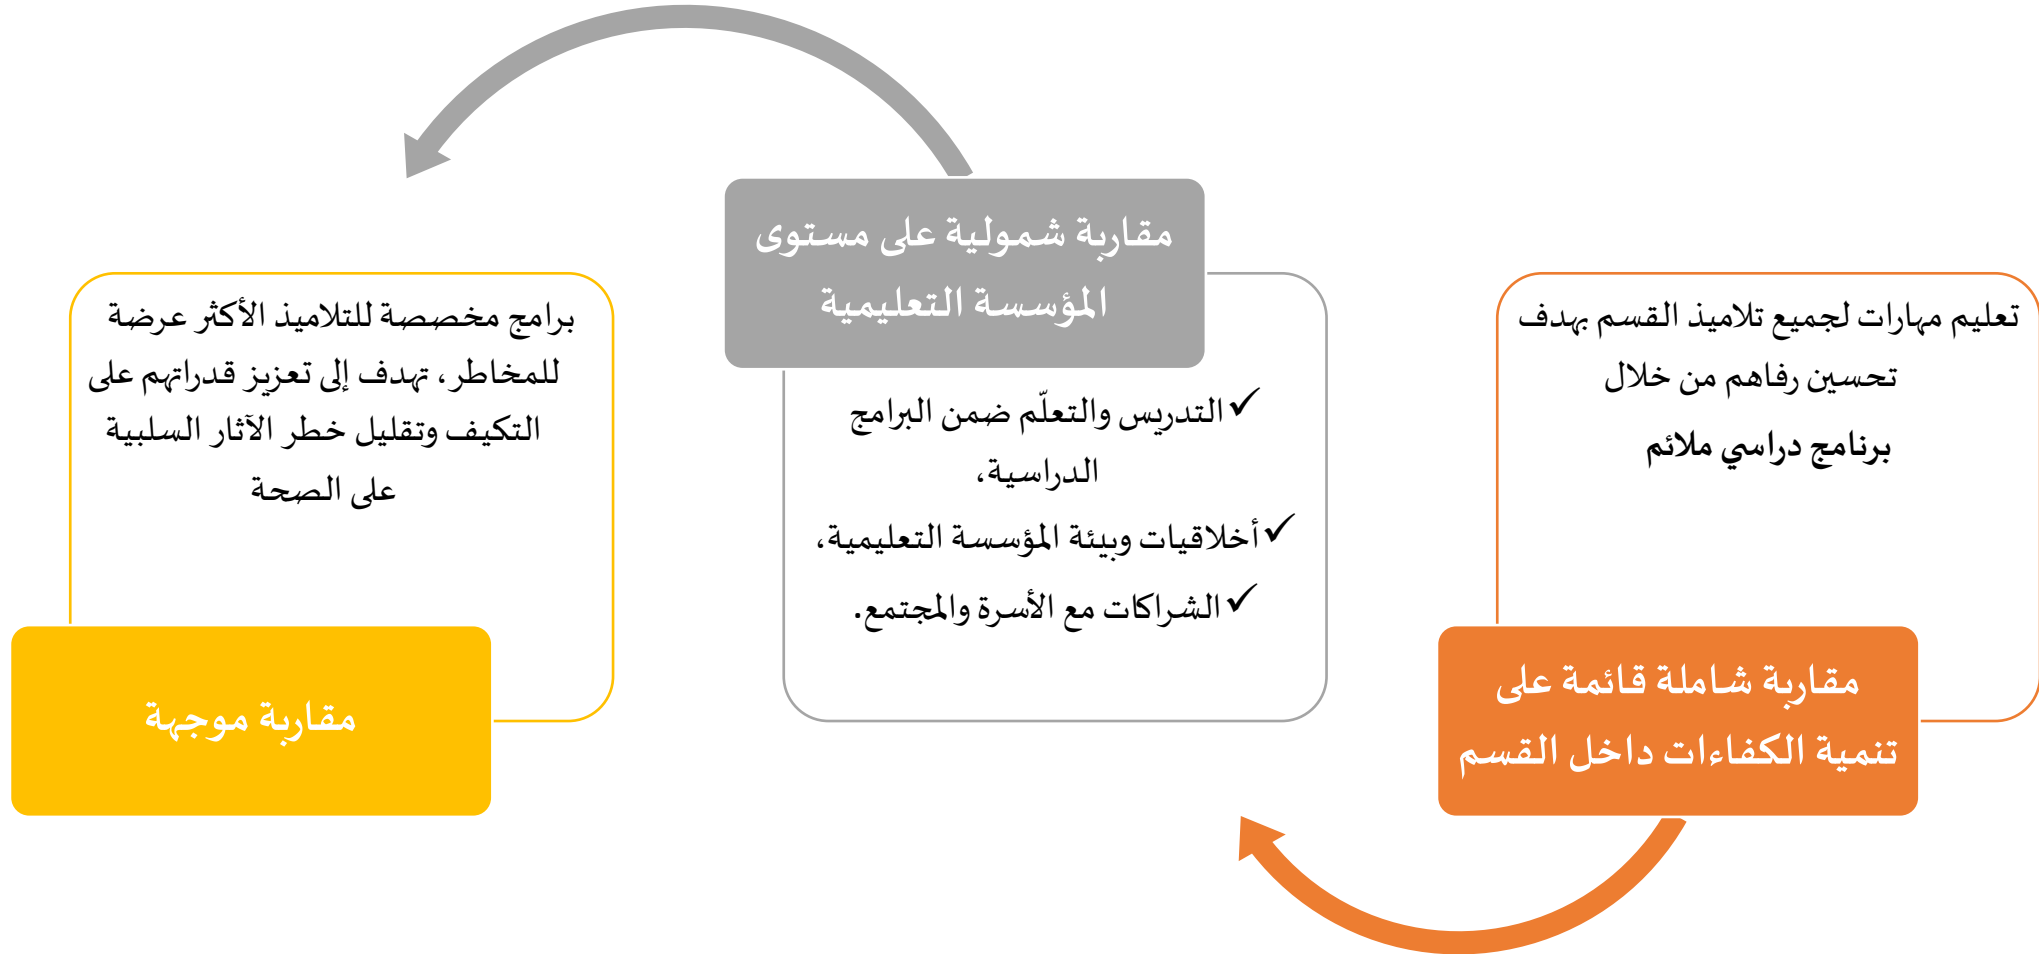 تعليم مهارات لجميع تلاميذ القسم بهدف
تحسين رفاهم من خلال
برنامج دراسي ملائم
مقاربة شاملة قائمة على
تنمية الكفاءات داخل القسم
مقاربة شمولية على مستوى
المؤسسة التعليمية
✓ التدريس والتعلّم ضمن البرامج
الدراسية،
✓ أخلاقيات وبيئة المؤسسة التعليمية،
✓ الشراكات مع الأسرة والمجتمع.
برامج مخصصة للتلاميذ الأكثر عرضة
للمخاطر، تهدف إلى تعزيز قدراتهم على
التكيف وتقليل خطر الآثار السلبية
على الصحة
مقاربة موجهة